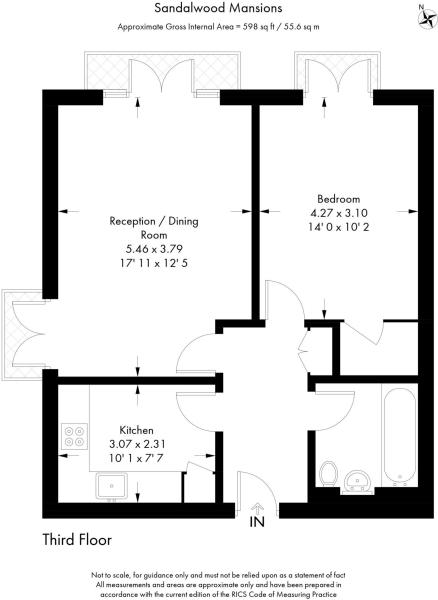 Sandalwood Mansions
Approximate Gross Internal Area = 598 sq ft / 55.6 sq m
N
Bedroom
4.27 x 3.10
14' 0 x 10' 2
Reception / Dining
Room
5.46 x 3.79
17' 11 x 12' 5
Kitchen
3.07 x 2.31
10' 1 x 7' 7
IN
Third Floor
Not to scale, for guidance only and must not be relied upon as a statement of fact
All measurements and areas are approximate only and have been prepared in
accordance with the current edition of the RICS Code of Measuring Practice